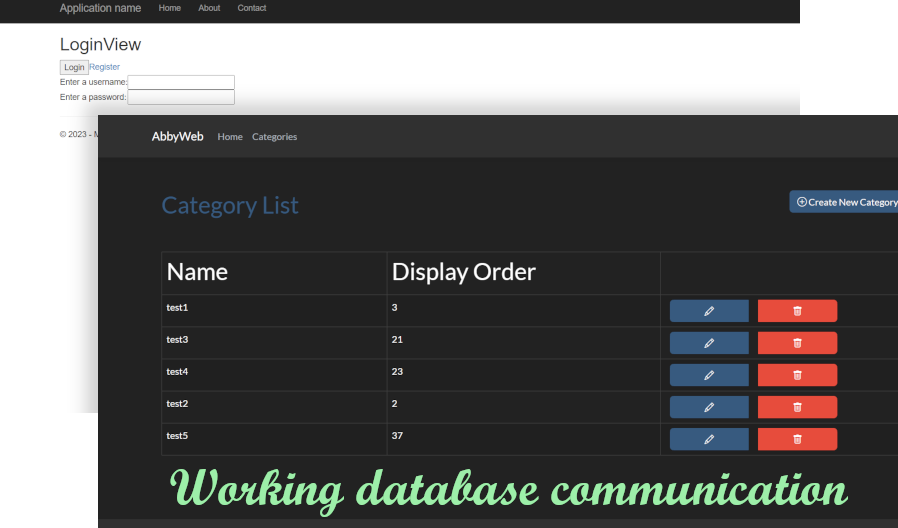 Application name Home About Contact
LoginView
Login Register
Enter a username:
Enter a password:
© 2023 - M
AbbyWeb Home Categories
Category List
Create New Category
Name Display Order
test1 3
test3 21
test4 23
test2 2
test5 37
Working database communication